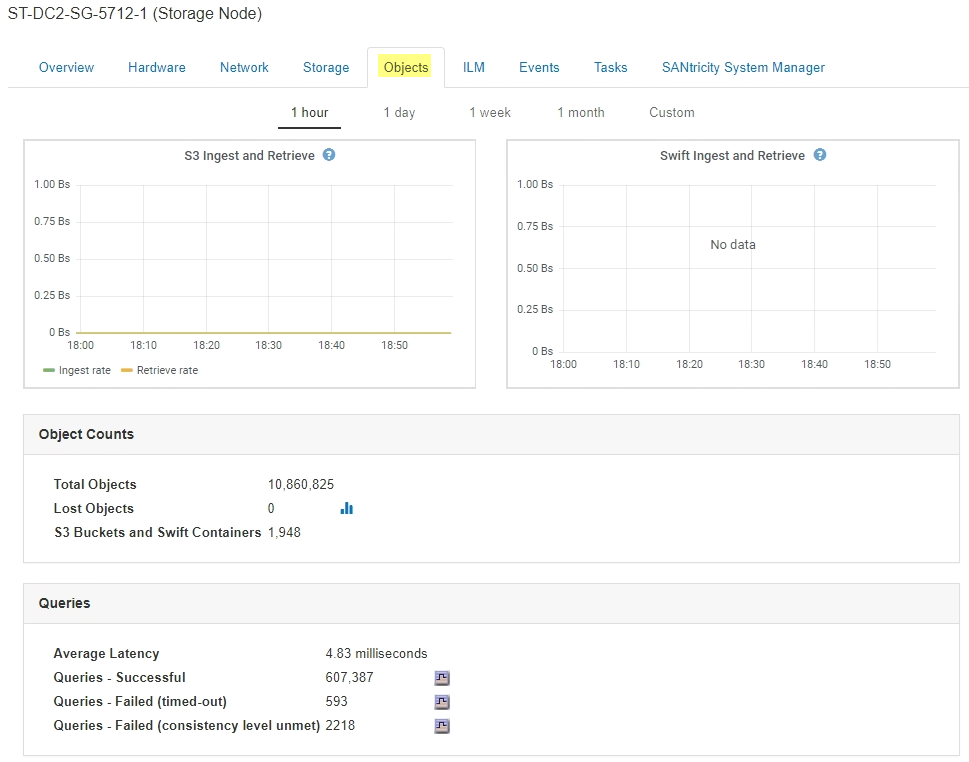 ST-DC2-SG-5712-1 (Storage Node)
Overview Hardware Network Storage Objects ILM Events Tasks SANtricity System Manager
1 hour 1 day 1 week 1 month Custom
S3 Ingest and Retrieve ?
1.00 Bs
0.75 Bs
0.50 Bs
0.25 Bs
0 Bs
18:00 18:10 18:20 18:30 18:40 18:50
Ingest rate Retrieve rate
Swift Ingest and Retrieve ?
1.00 Bs
0.75 Bs
No data
0.50 Bs
0.25 Bs
0 Bs
18:00 18:10 18:20 18:30 18:40 18:50
Object Counts
Total Objects 10,860,825
Lost Objects 0
S3 Buckets and Swift Containers 1,948
Queries
Average Latency 4.83 milliseconds
Queries - Successful 607,387
Queries - Failed (timed-out) 593
Queries - Failed (consistency level unmet) 2218